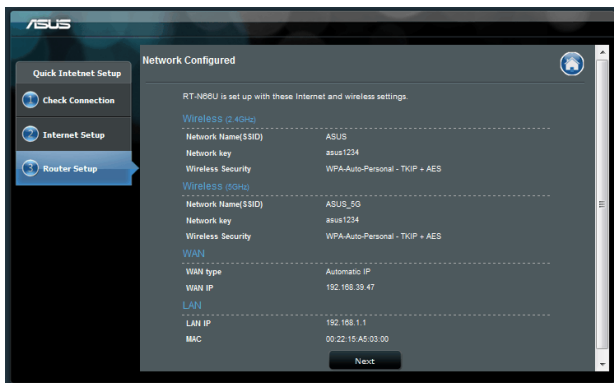 ASUS
Quick Intetnet Setup
1 Check Connection
2 Internet Setup
3 Router Setup
Network Configured
RT-N66U is set up with these Internet and wireless settings.
Wireless (2.4GHz)
Network Name(SSID) ASUS
Network key asus1234
Wireless Security WPA-Auto-Personal - TKIP + AES
Wireless (5GHz)
Network Name(SSID) ASUS_5G
Network key asus1234
Wireless Security WPA-Auto-Personal - TKIP + AES
WAN
WAN type Automatic IP
WAN IP 192.168.39.47
LAN
LAN IP 192.168.1.1
MAC 00:22:15:A5:03:00
Next